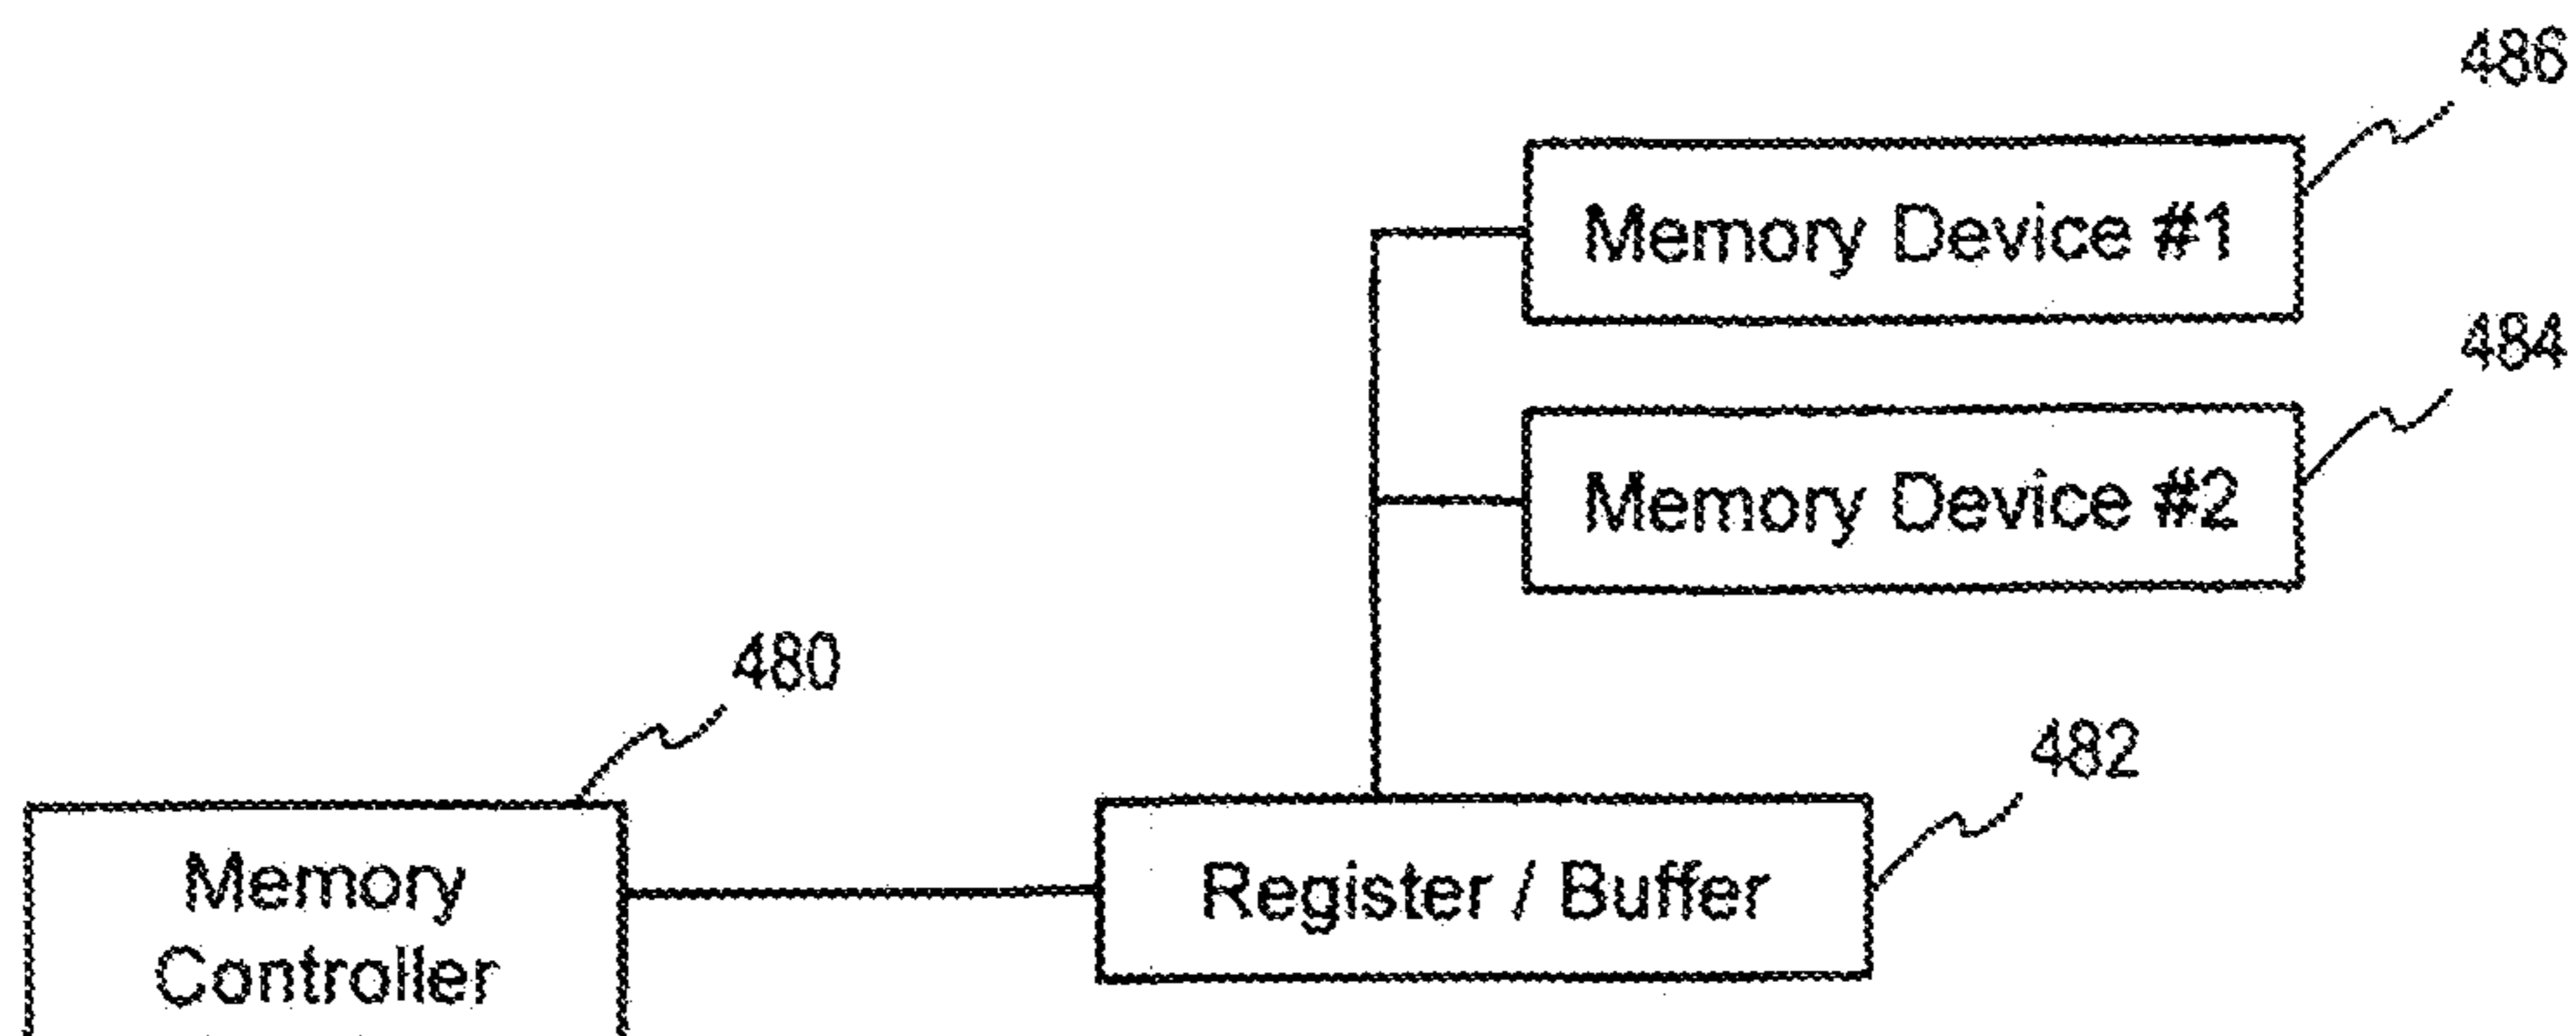 486
Memory Device #1
484
Memory Device #2
480
482
Memory
Controller
Register / Buffer